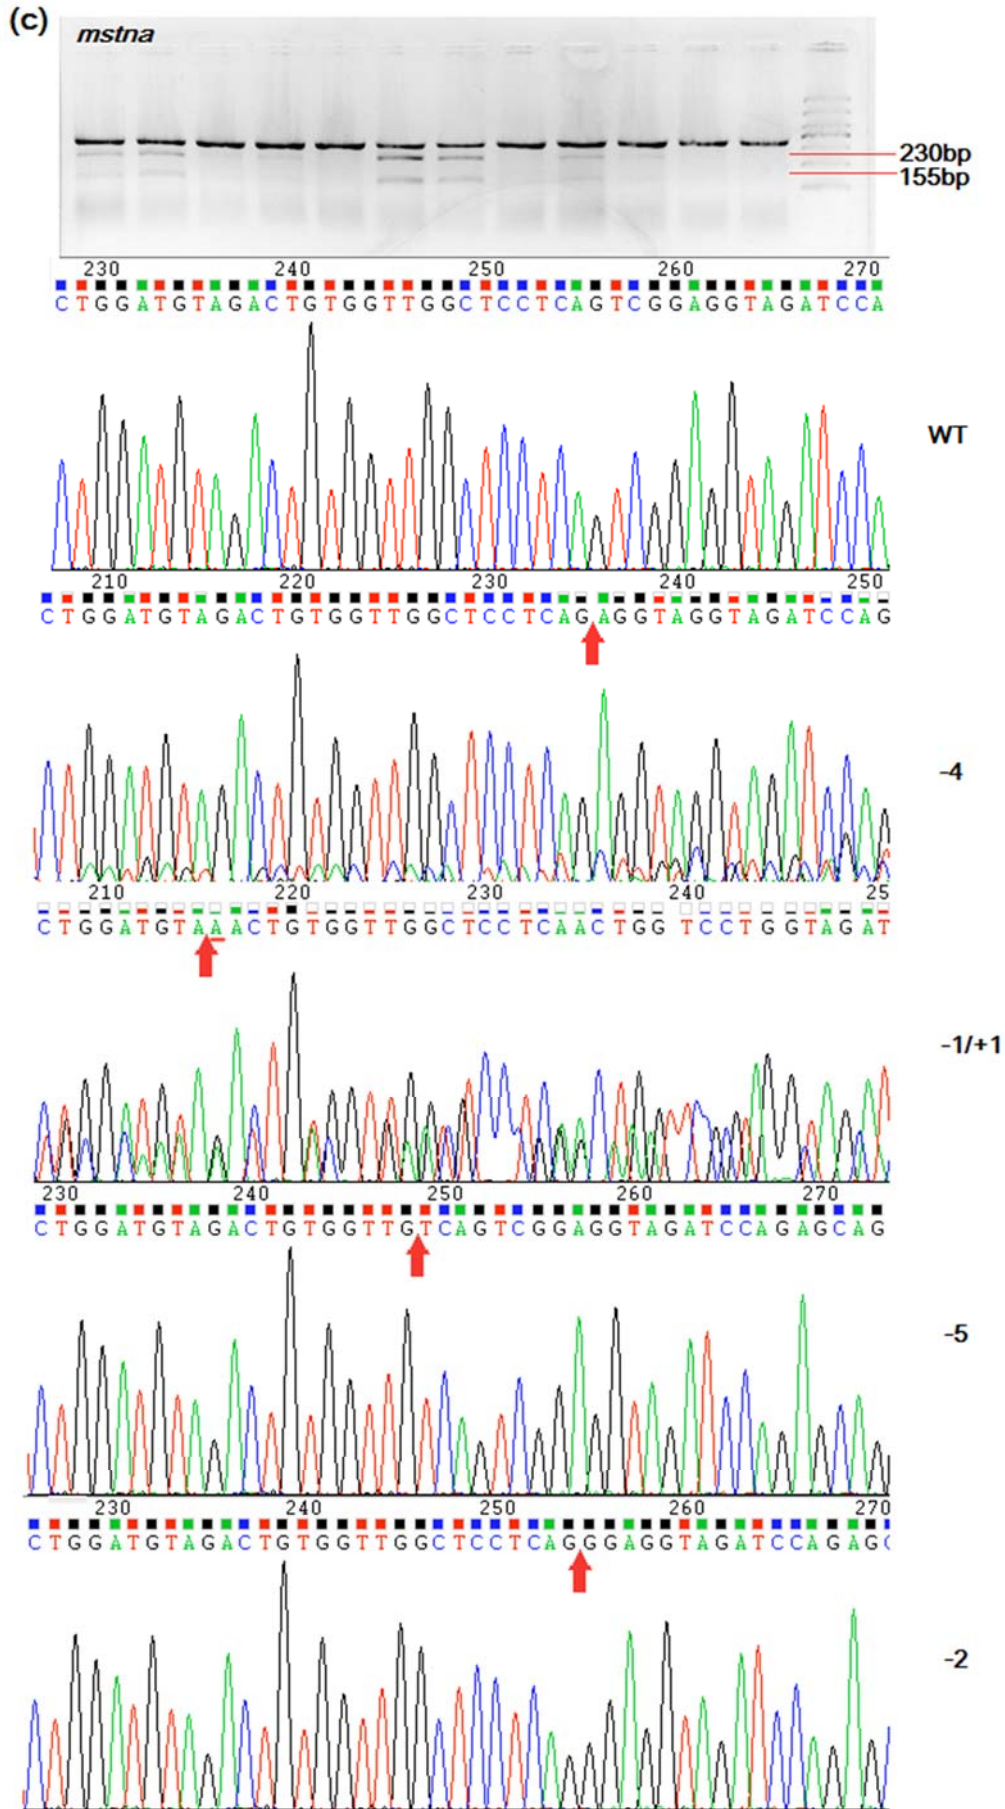 (c)
mstna
230bp
155bp
230 240 250 260 270
CTGGATGTAGACTGTGGTTGGCTCCTCAGTCGGAGGTAGATCCA
WT
210 220 230 240 250
CTGGATGTAGACTGTGGTTGGCTCCTCAGAGGTAGGTAGATCCAG
-4
210 220 230 240 25
CTGGATGTAAACTGTGGTTGGCTCCTCAACTGG TCCTGGTAGAT
-1/+1
230 240 250 260 270
CTGGATGTAGACTGTGGTTGTCAGTCGGAGGTAGATCCAGAGCAG
-5
230 240 250 260 270
CTGGATGTAGACTGTGGTTGGCTCCTCAGGGAGGTAGATCCAGAG
-2